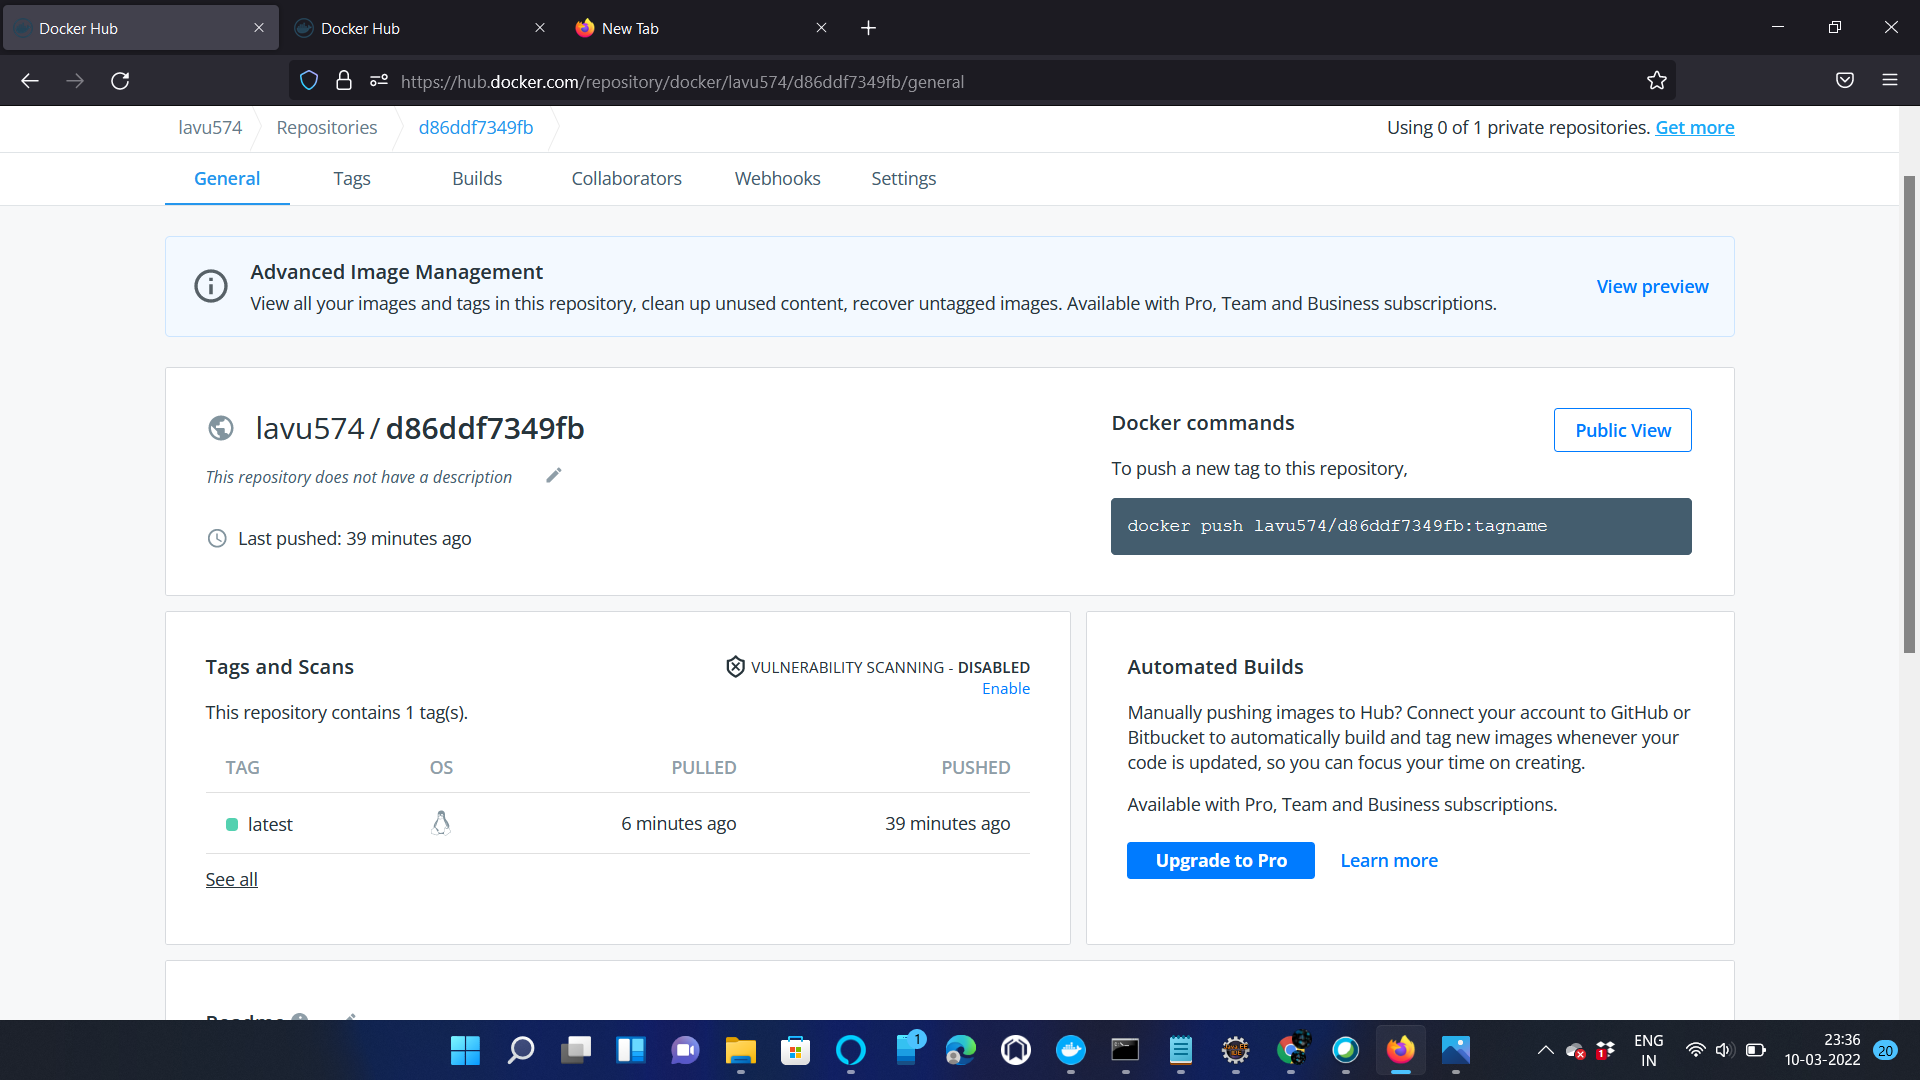 Docker Hub
Docker Hub
New Tab
https://hub.docker.com/repository/docker/lavu574/d86ddf7349fb/general
lavu574
Repositories
d86ddf7349fb
Using 0 of 1 private repositories. Get more
General
Tags
Builds
Collaborators
Webhooks
Settings
Advanced Image Management
View all your images and tags in this repository, clean up unused content, recover untagged images. Available with Pro, Team and Business subscriptions.
View preview
lavu574 / d86ddf7349fb
This repository does not have a description
Last pushed: 39 minutes ago
Docker commands
Public View
To push a new tag to this repository,
docker push lavu574/d86ddf7349fb:tagname
Tags and Scans
VULNERABILITY SCANNING - DISABLED
Enable
This repository contains 1 tag(s).
TAG OS PULLED PUSHED
latest 6 minutes ago 39 minutes ago
See all
Automated Builds
Manually pushing images to Hub? Connect your account to GitHub or
Bitbucket to automatically build and tag new images whenever your
code is updated, so you can focus your time on creating.
Available with Pro, Team and Business subscriptions.
Upgrade to Pro
Learn more
Readme
1
1
ENG
IN
23:36
10-03-2022
20